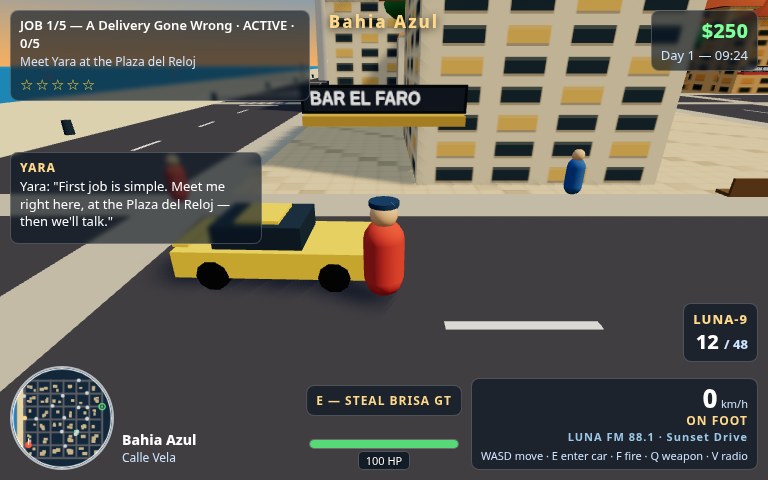 JOB 1/5 — A Delivery Gone Wrong · ACTIVE ·
0/5
Meet Yara at the Plaza del Reloj
☆☆☆☆☆
Bahia Azul
$250
Day 1 — 09:24
BAR EL FARO
YARA
Yara: "First job is simple. Meet me
right here, at the Plaza del Reloj —
then we'll talk."
LUNA-9
12 / 48
E — STEAL BRISA GT
100 HP
Bahia Azul
Calle Vela
0 km/h
ON FOOT
LUNA FM 88.1 · Sunset Drive
WASD move · E enter car · F fire · Q weapon · V radio